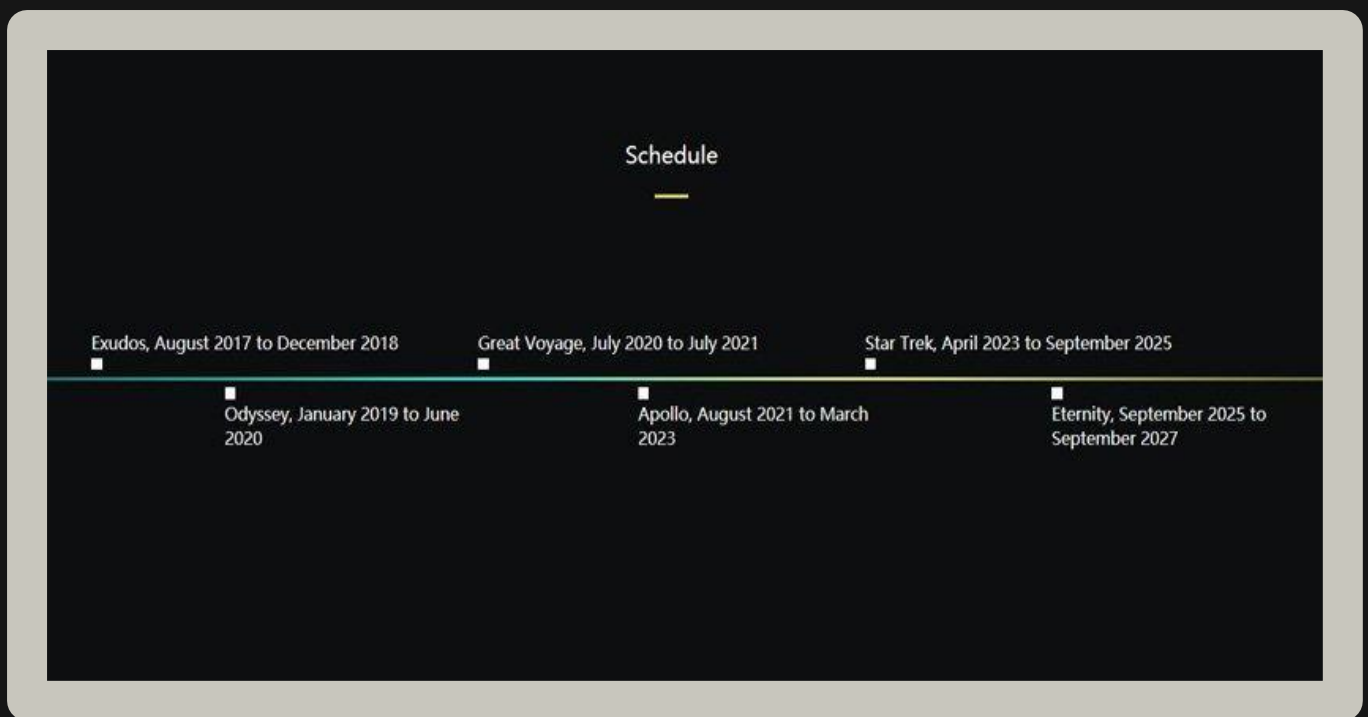 Schedule
Exudos, August 2017 to December 2018
Great Voyage, July 2020 to July 2021
Star Trek, April 2023 to September 2025
Odyssey, January 2019 to June
2020
Apollo, August 2021 to March
2023
Eternity, September 2025 to
September 2027